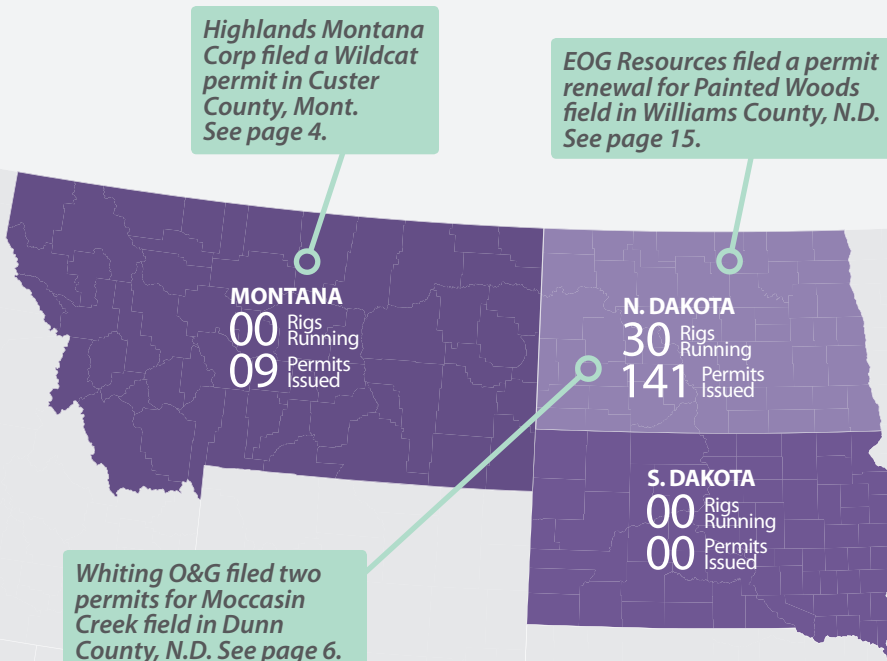 Highlands Montana
Corp filed a Wildcat
permit in Custer
County, Mont.
See page 4.
EOG Resources filed a permit
renewal for Painted Woods
field in Williams County, N.D.
See page 15.
MONTANA
00 Rigs
Running
09 Permits
Issued
N. DAKOTA
30 Rigs
Running
141 Permits
Issued
S. DAKOTA
00 Rigs
Running
00 Permits
Issued
Whiting O&G filed two
permits for Moccasin
Creek field in Dunn
County, N.D. See page 6.